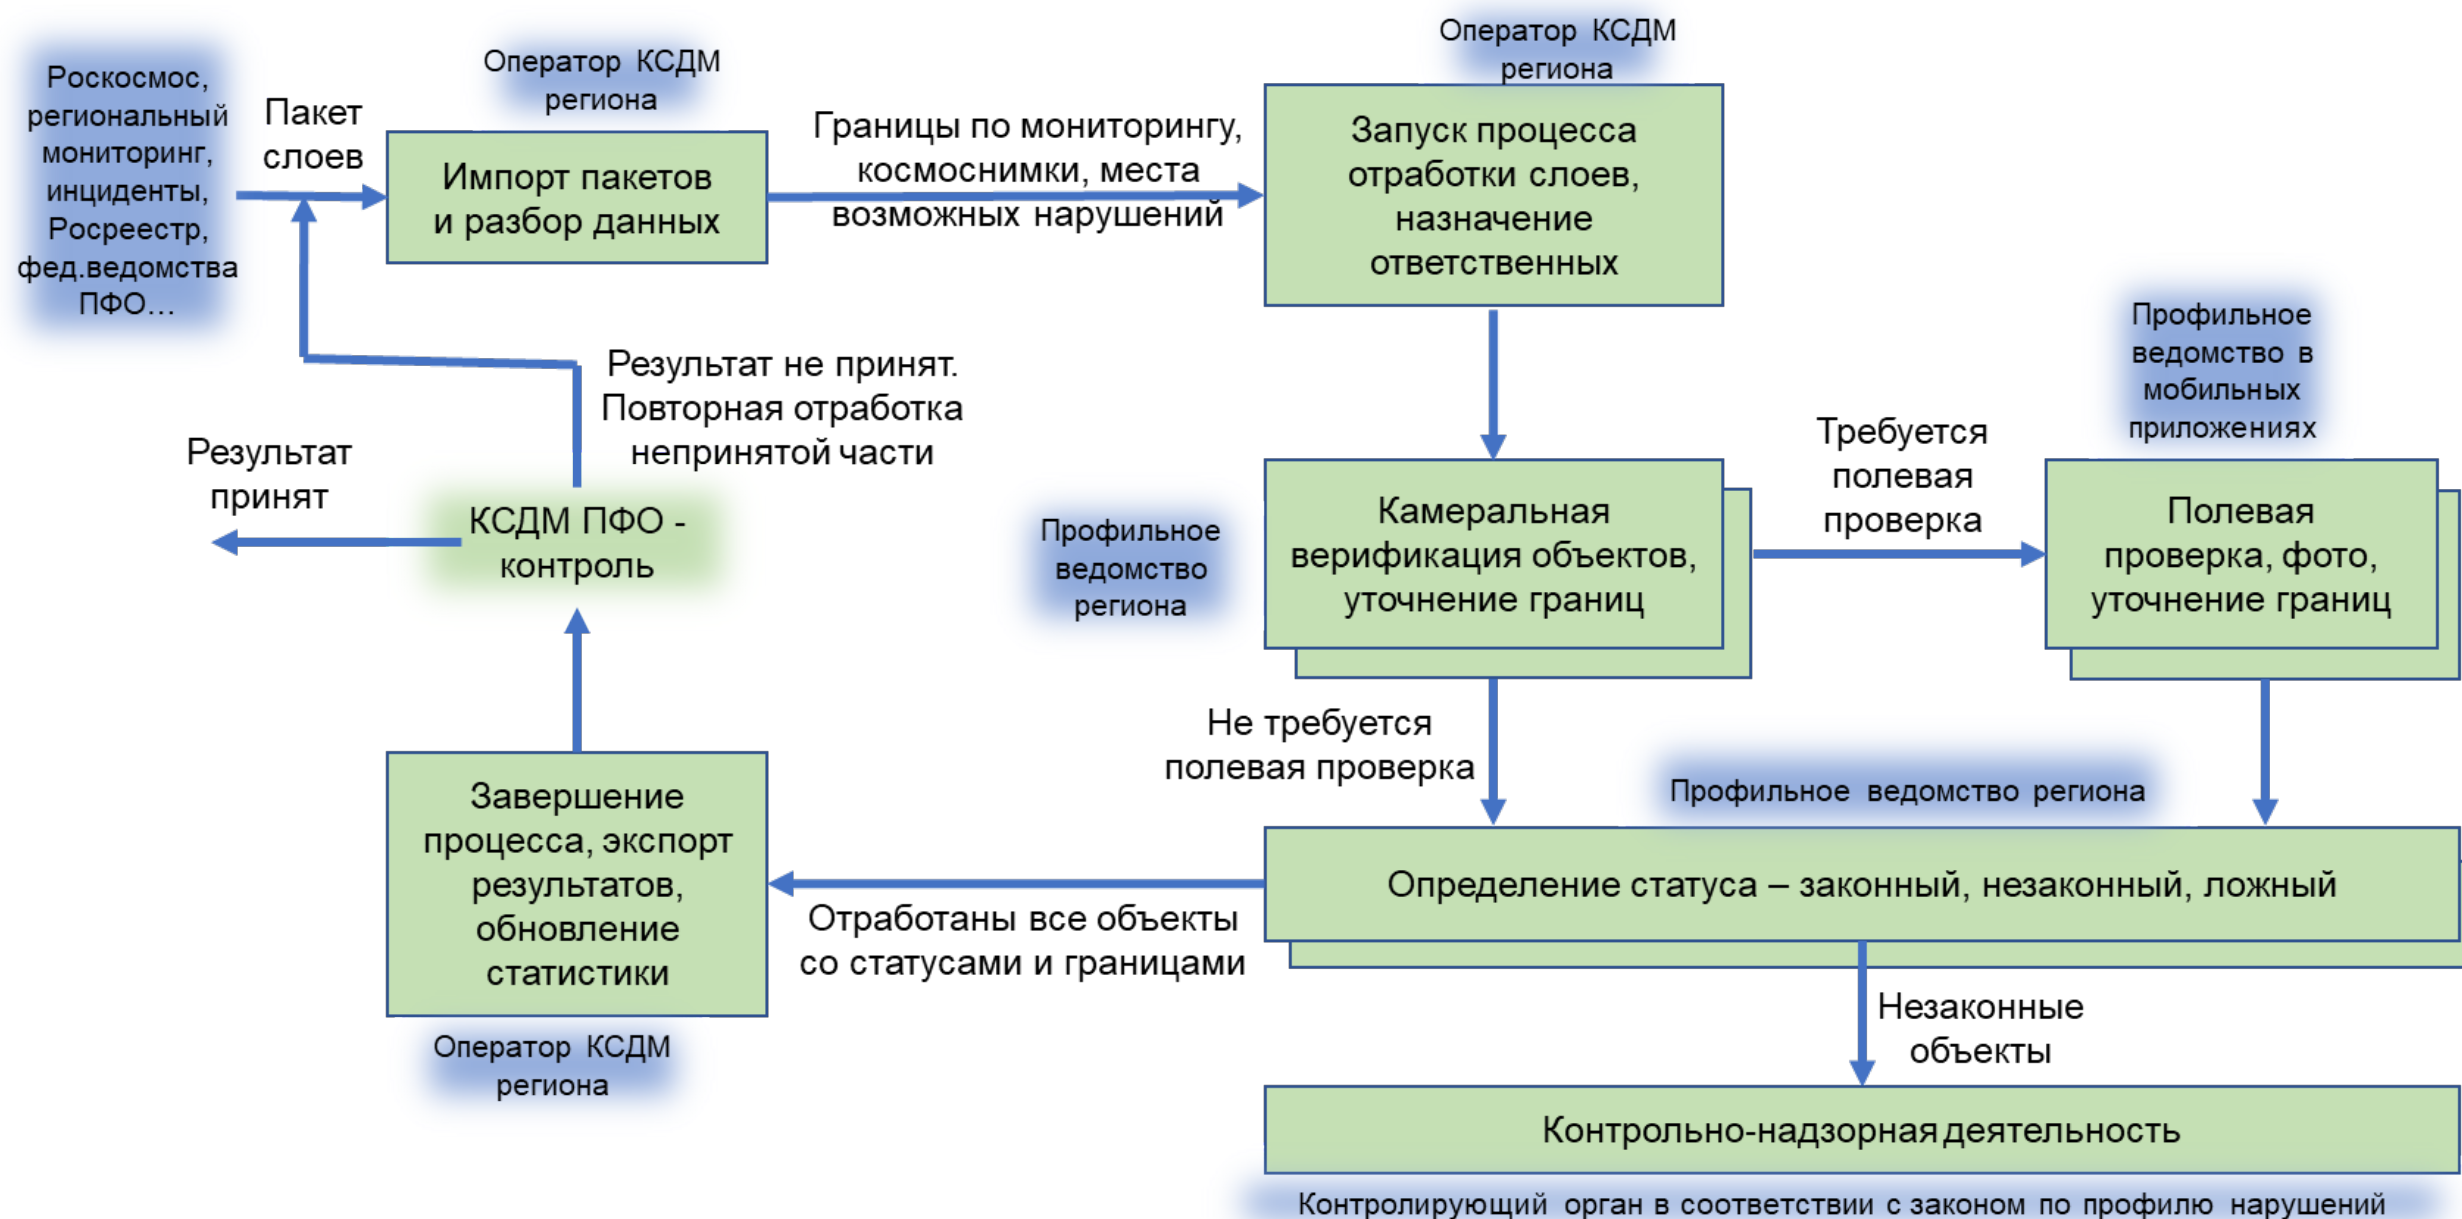 Роскосмос,
региональный
мониторинг,
инциденты,
Росреестр,
фед.ведомства
ПФО...
Пакет
слоев
Оператор КСДМ
региона
Импорт пакетов
и разбор данных
Границы по мониторингу,
космоснимки, места
возможных нарушений
Оператор КСДМ
региона
Запуск процесса
отработки слоев,
назначение
ответственных
Профильное
ведомство региона
Камеральная
верификация объектов,
уточнение границ
Требуется
полевая
проверка
Профильное
ведомство в
мобильных
приложениях
Полевая
проверка, фото,
уточнение границ
Не требуется
полевая проверка
Профильное ведомство региона
Определение статуса – законный, незаконный, ложный
Незаконные
объекты
Контрольно-надзорная деятельность
Контролирующий орган в соответствии с законом по профилю нарушений
Отработаны все объекты
со статусами и границами
Завершение
процесса, экспорт
результатов,
обновление
статистики
Оператор КСДМ
региона
КСДМ ПФО -
контроль
Результат
принят
Результат не принят.
Повторная отработка
непринятой части